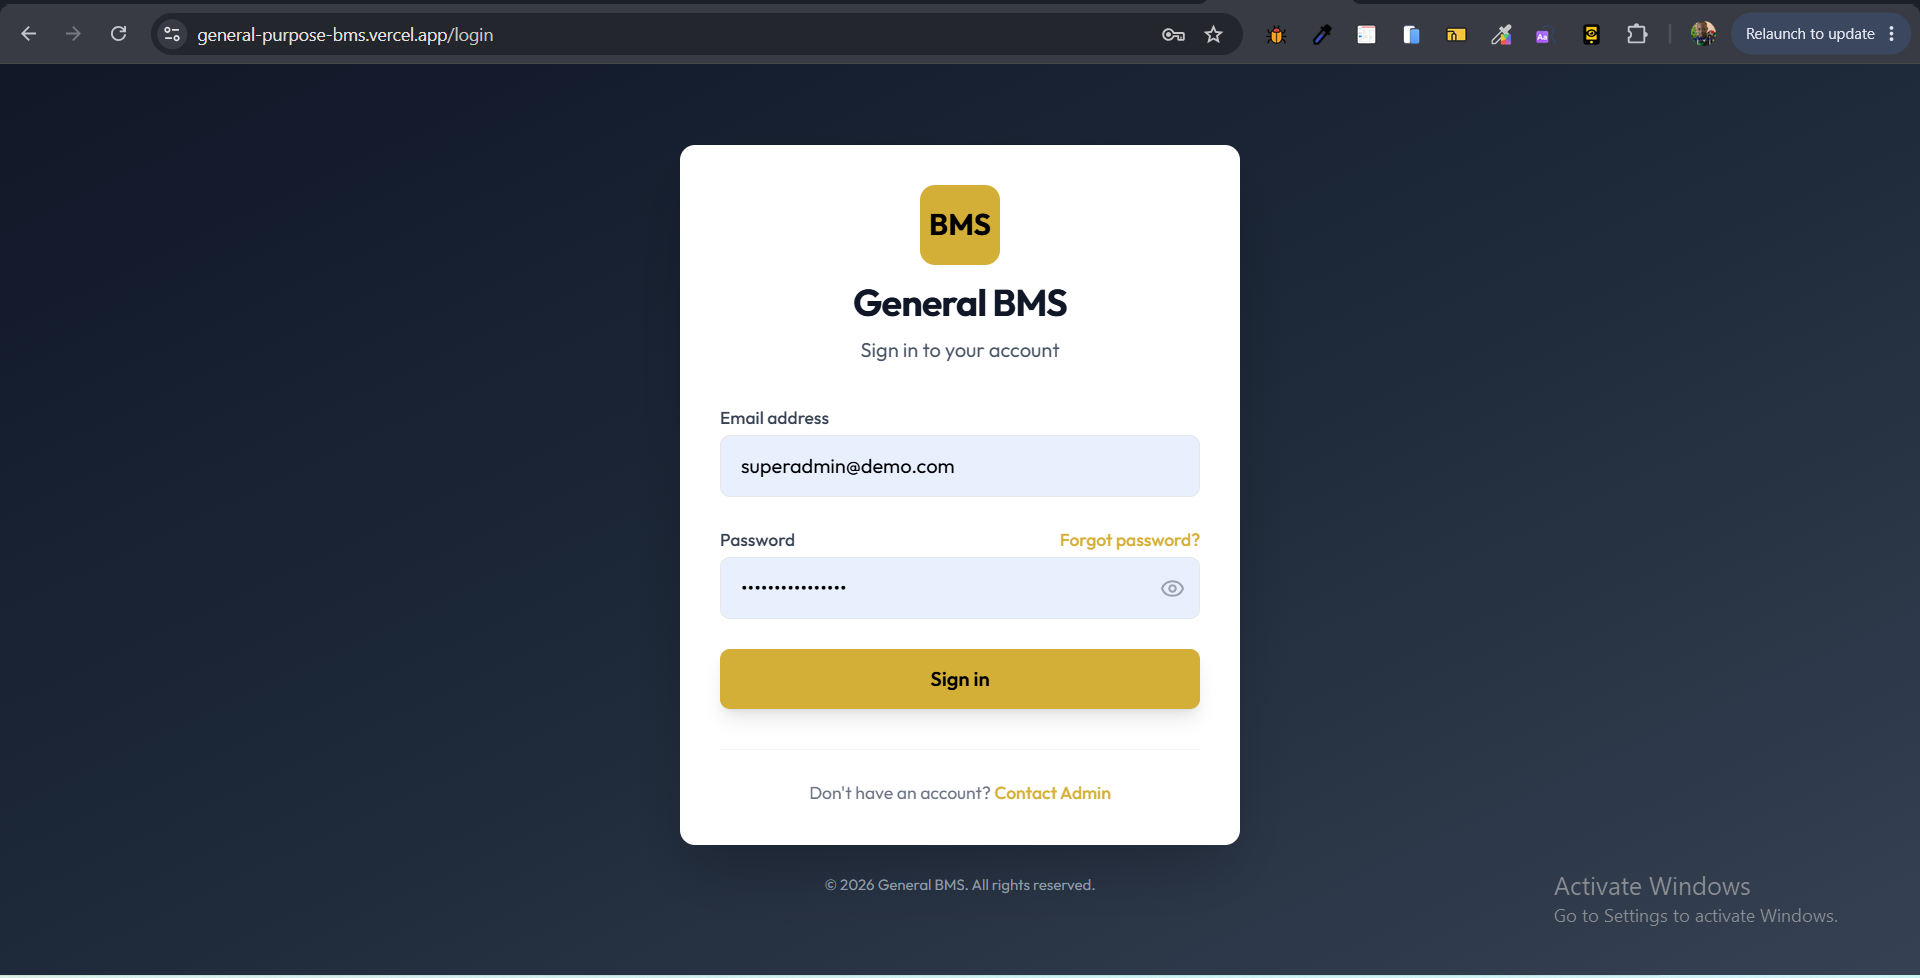 general-purpose-bms.vercel.app/login
Relaunch to update
BMS
General BMS
Sign in to your account
Email address
superadmin@demo.com
Password
Forgot password?
••••••••••••••••
Sign in
Don't have an account? Contact Admin
© 2026 General BMS. All rights reserved.
Activate Windows
Go to Settings to activate Windows.